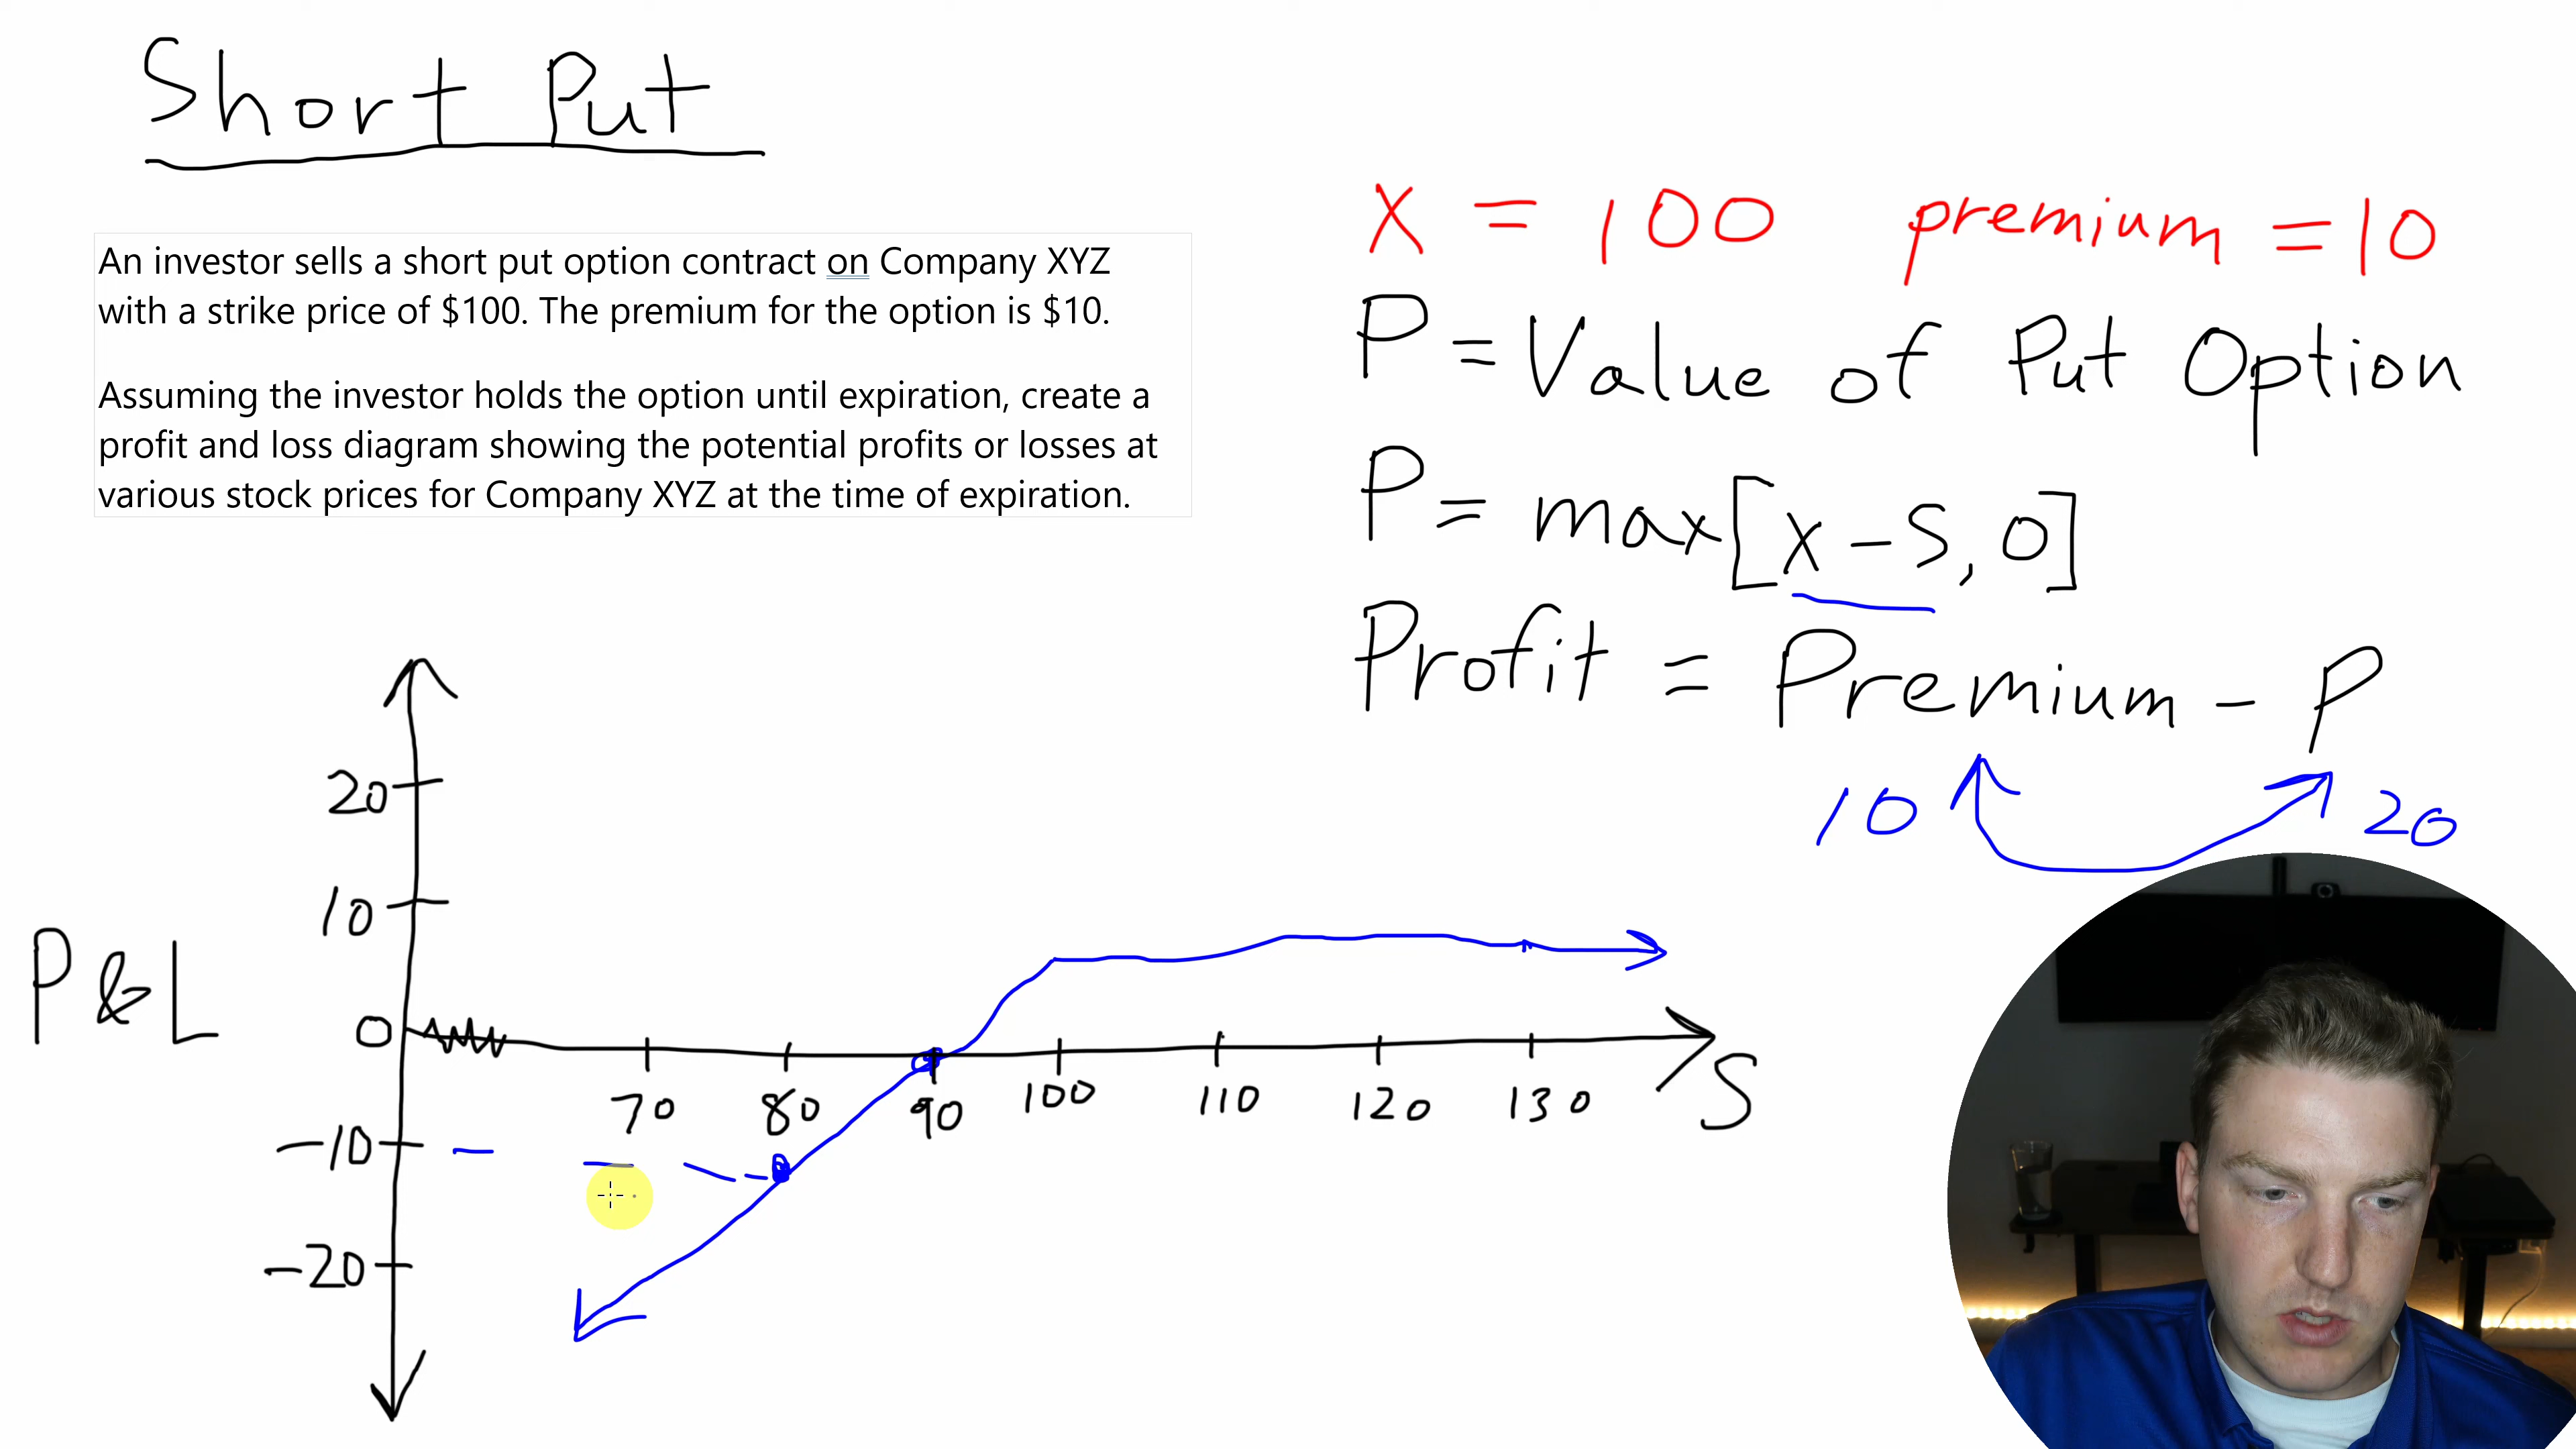 Short Put
An investor sells a short put option contract on Company XYZ
with a strike price of $100. The premium for the option is $10.
Assuming the investor holds the option until expiration, create a
profit and loss diagram showing the potential profits or losses at
various stock prices for Company XYZ at the time of expiration.
X = 100 premium = 10
P = Value of Put Option
P = max[X - S, 0]
Profit = Premium - P
10 20
20
10
P&L
0
70 80 90 100 110 120 130 S
-10
-20